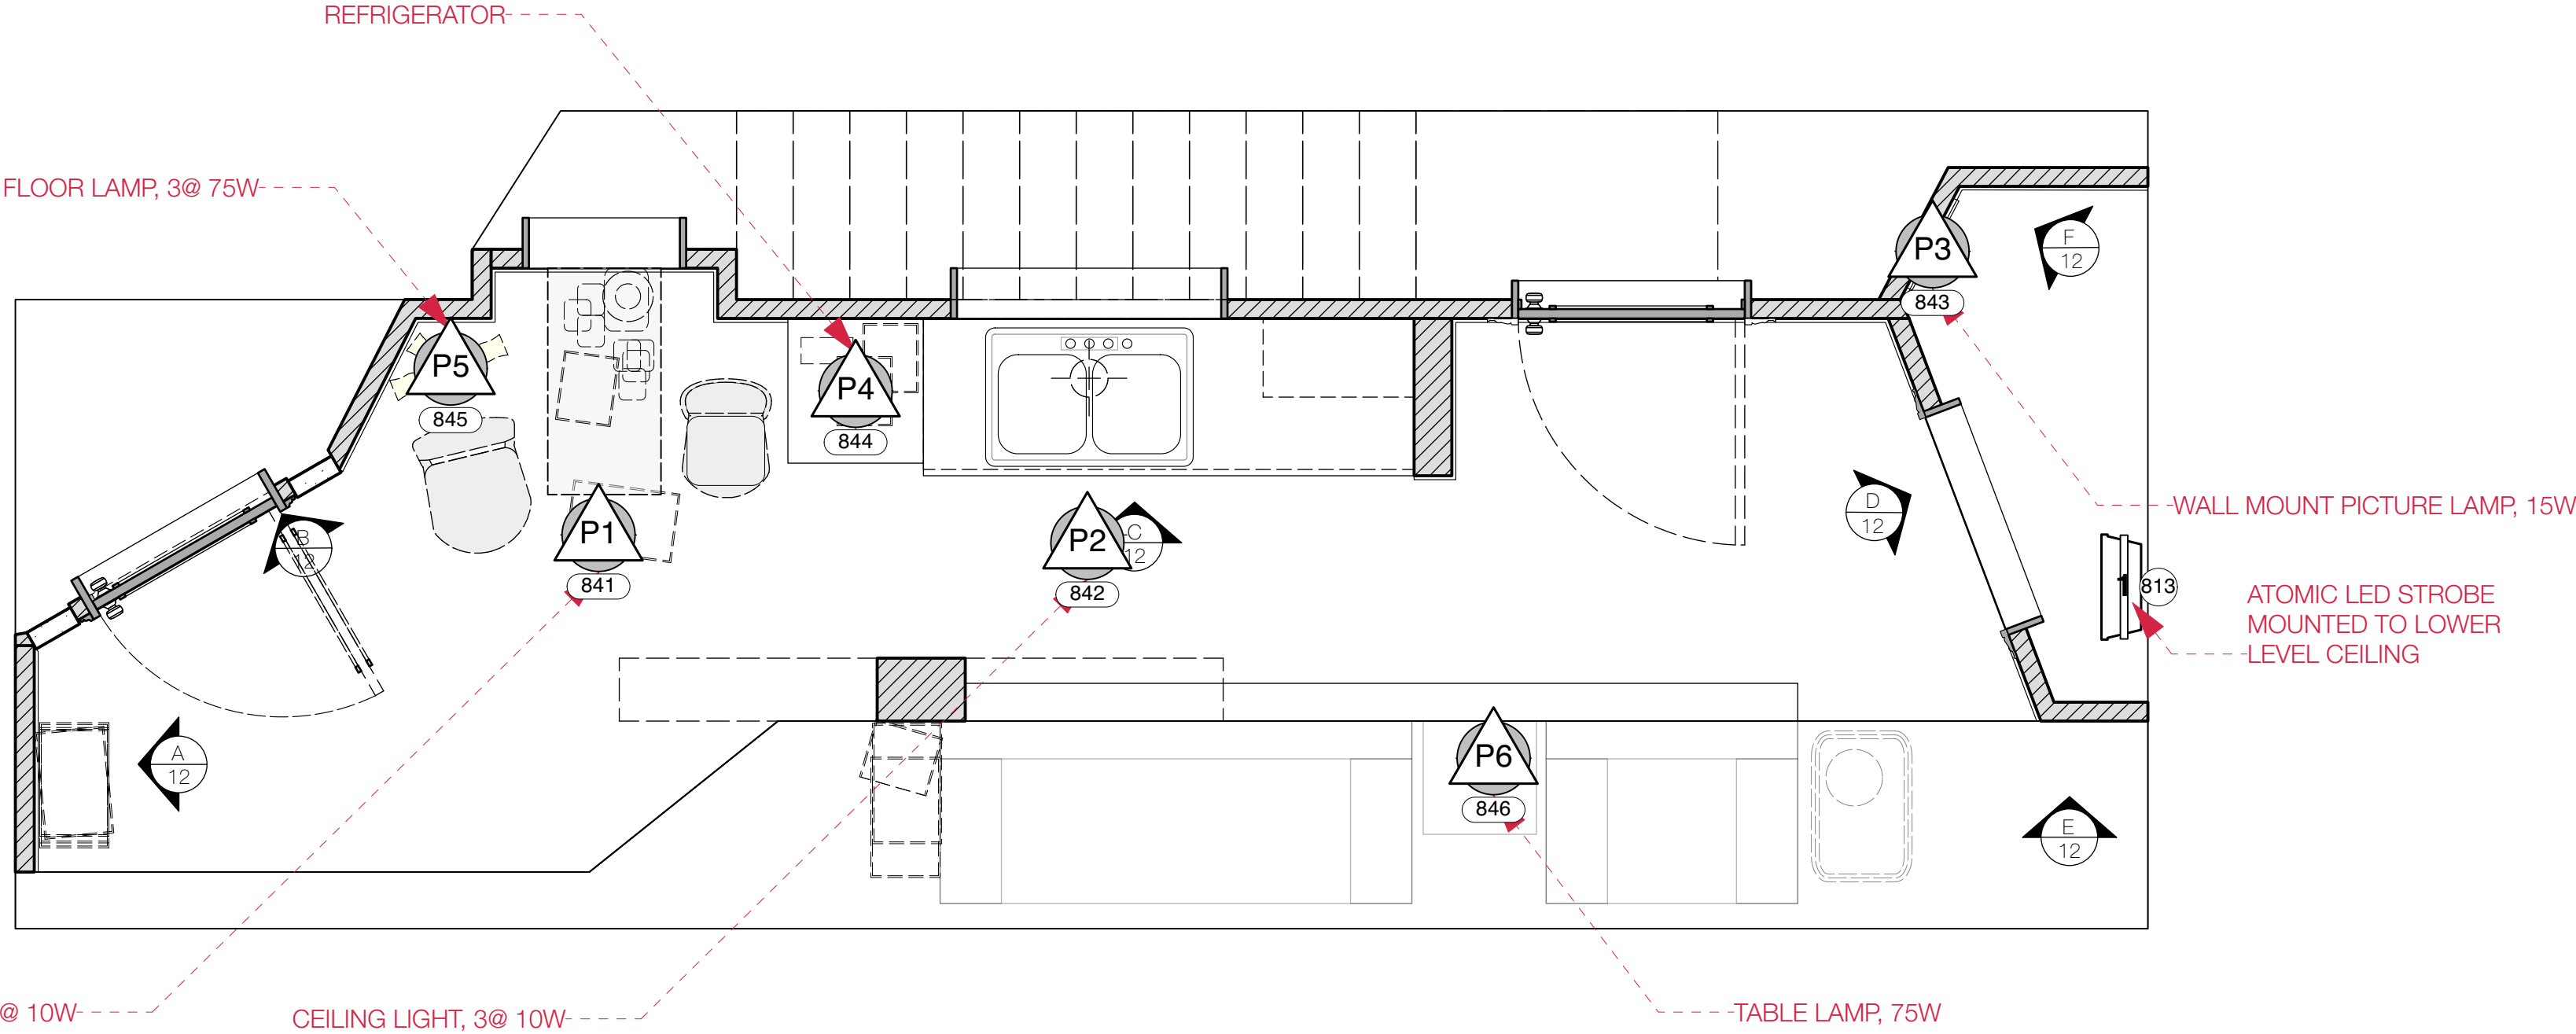 REFRIGERATOR
FLOOR LAMP, 3@ 75W
P3
F
12
843
P5
845
P4
844
P1
841
P2
842
C
12
B
12
D
12
WALL MOUNT PICTURE LAMP, 15W
813
ATOMIC LED STROBE
MOUNTED TO LOWER
LEVEL CEILING
A
12
P6
846
E
12
@ 10W
CEILING LIGHT, 3@ 10W
TABLE LAMP, 75W